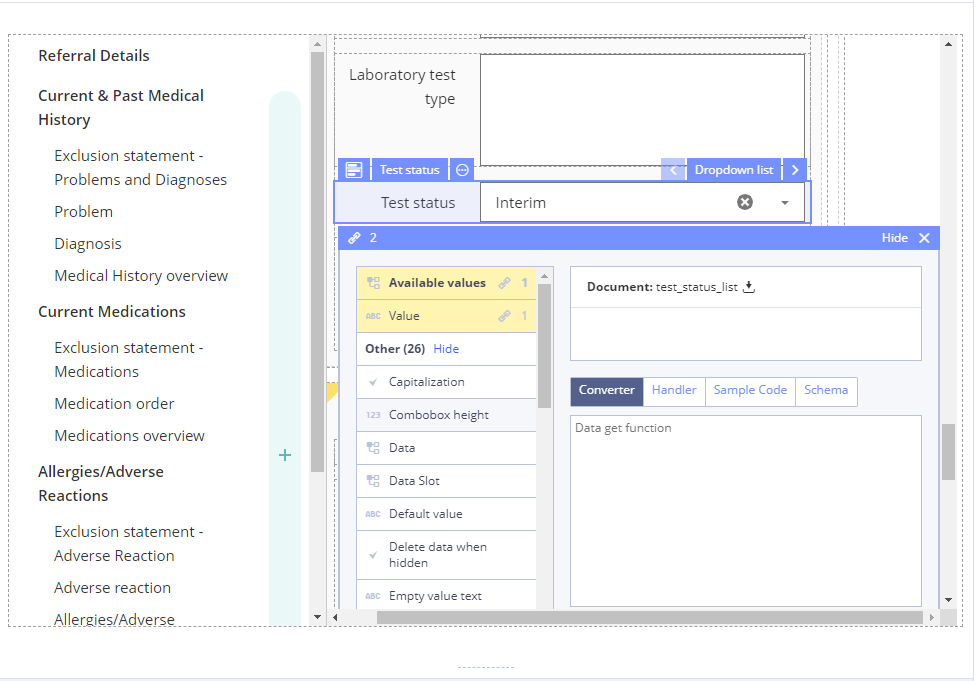 Referral Details
Current & Past Medical
History
Exclusion statement -
Problems and Diagnoses
Problem
Diagnosis
Medical History overview
Current Medications
Exclusion statement -
Medications
Medication order
Medications overview
Allergies/Adverse
Reactions
Exclusion statement -
Adverse Reaction
Adverse reaction
Allergies/Adverse
+
Laboratory test
type
Test status
Dropdown list
Test status
Interim
2
Hide
Available values 1
ABC Value 1
Other (26) Hide
Capitalization
123 Combobox height
Data
Data Slot
ABC Default value
Delete data when
hidden
ABC Empty value text
Document: test_status_list
Converter Handler Sample Code Schema
Data get function